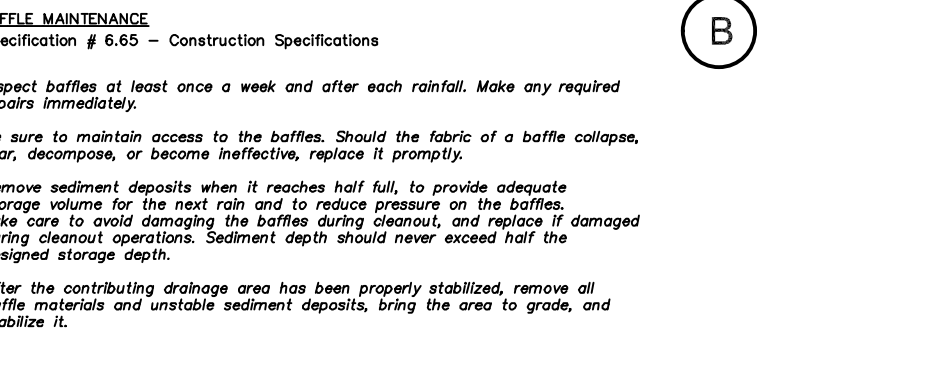 FFLE MAINTENANCE
ecification # 6.65 – Construction Specifications
B
spect baffles at least once a week and after each rainfall. Make any required
pairs immediately.
e sure to maintain access to the baffles. Should the fabric of a baffle collapse,
ar, decompose, or become ineffective, replace it promptly.
emove sediment deposits when it reaches half full, to provide adequate
orage volume for the next rain and to reduce pressure on the baffles.
ke care to avoid damaging the baffles during cleanout, and replace if damaged
ring cleanout operations. Sediment depth should never exceed half the
signed storage depth.
ter the contributing drainage area has been properly stabilized, remove all
ffle materials and unstable sediment deposits, bring the area to grade, and
abilize it.